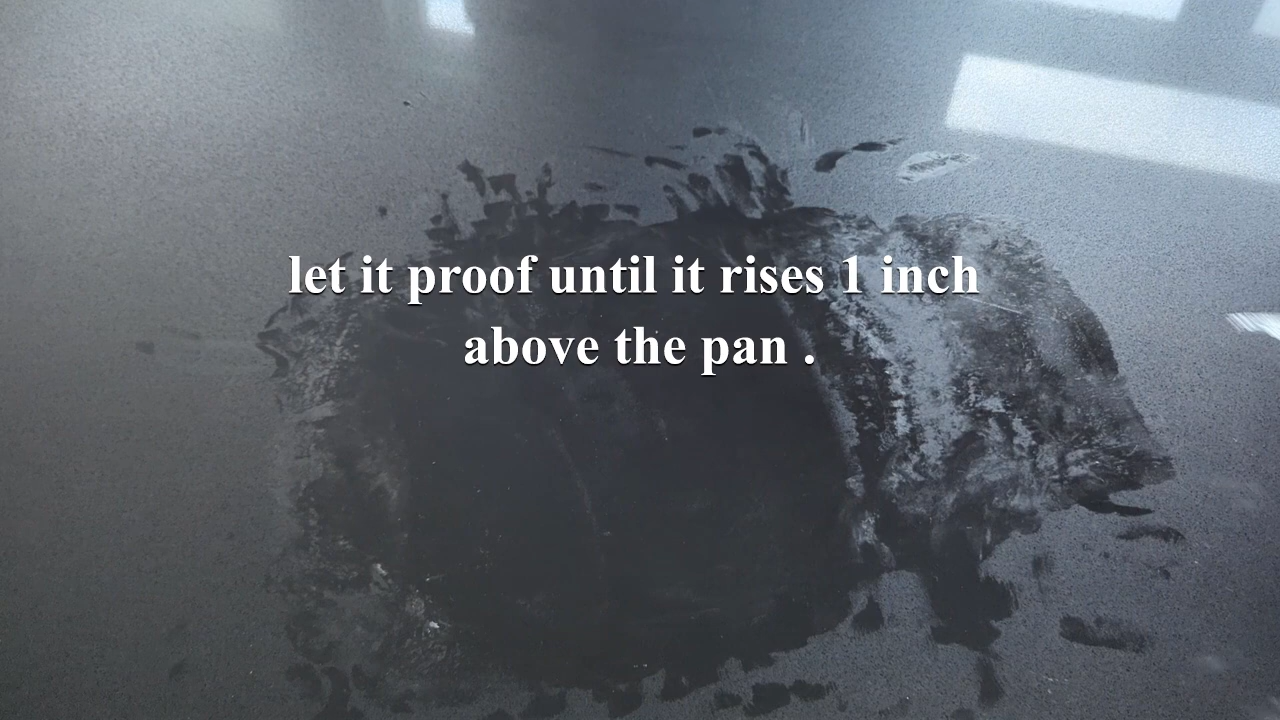 let it proof until it rises 1 inch
above the pan .